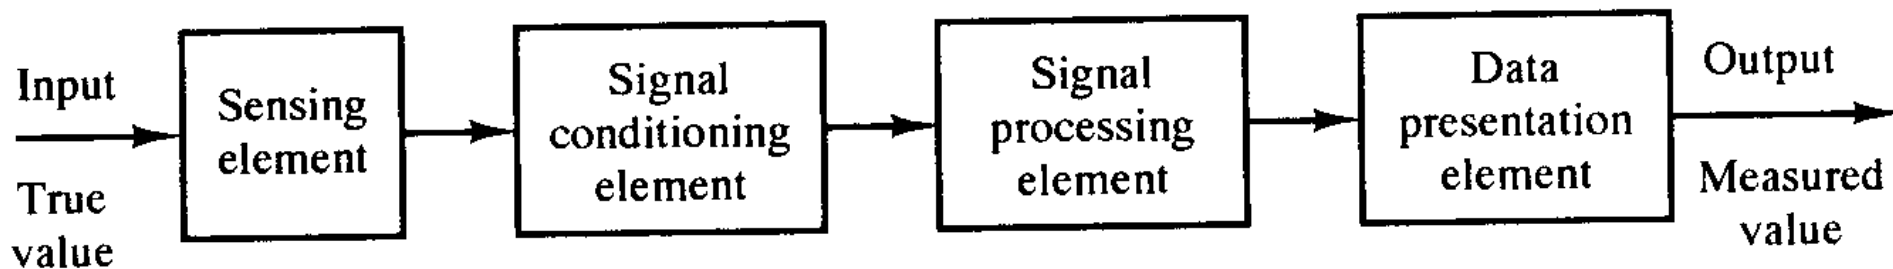 Input
True
value
Sensing
element
Signal
conditioning
element
Signal
processing
element
Data
presentation
element
Output
Measured
value